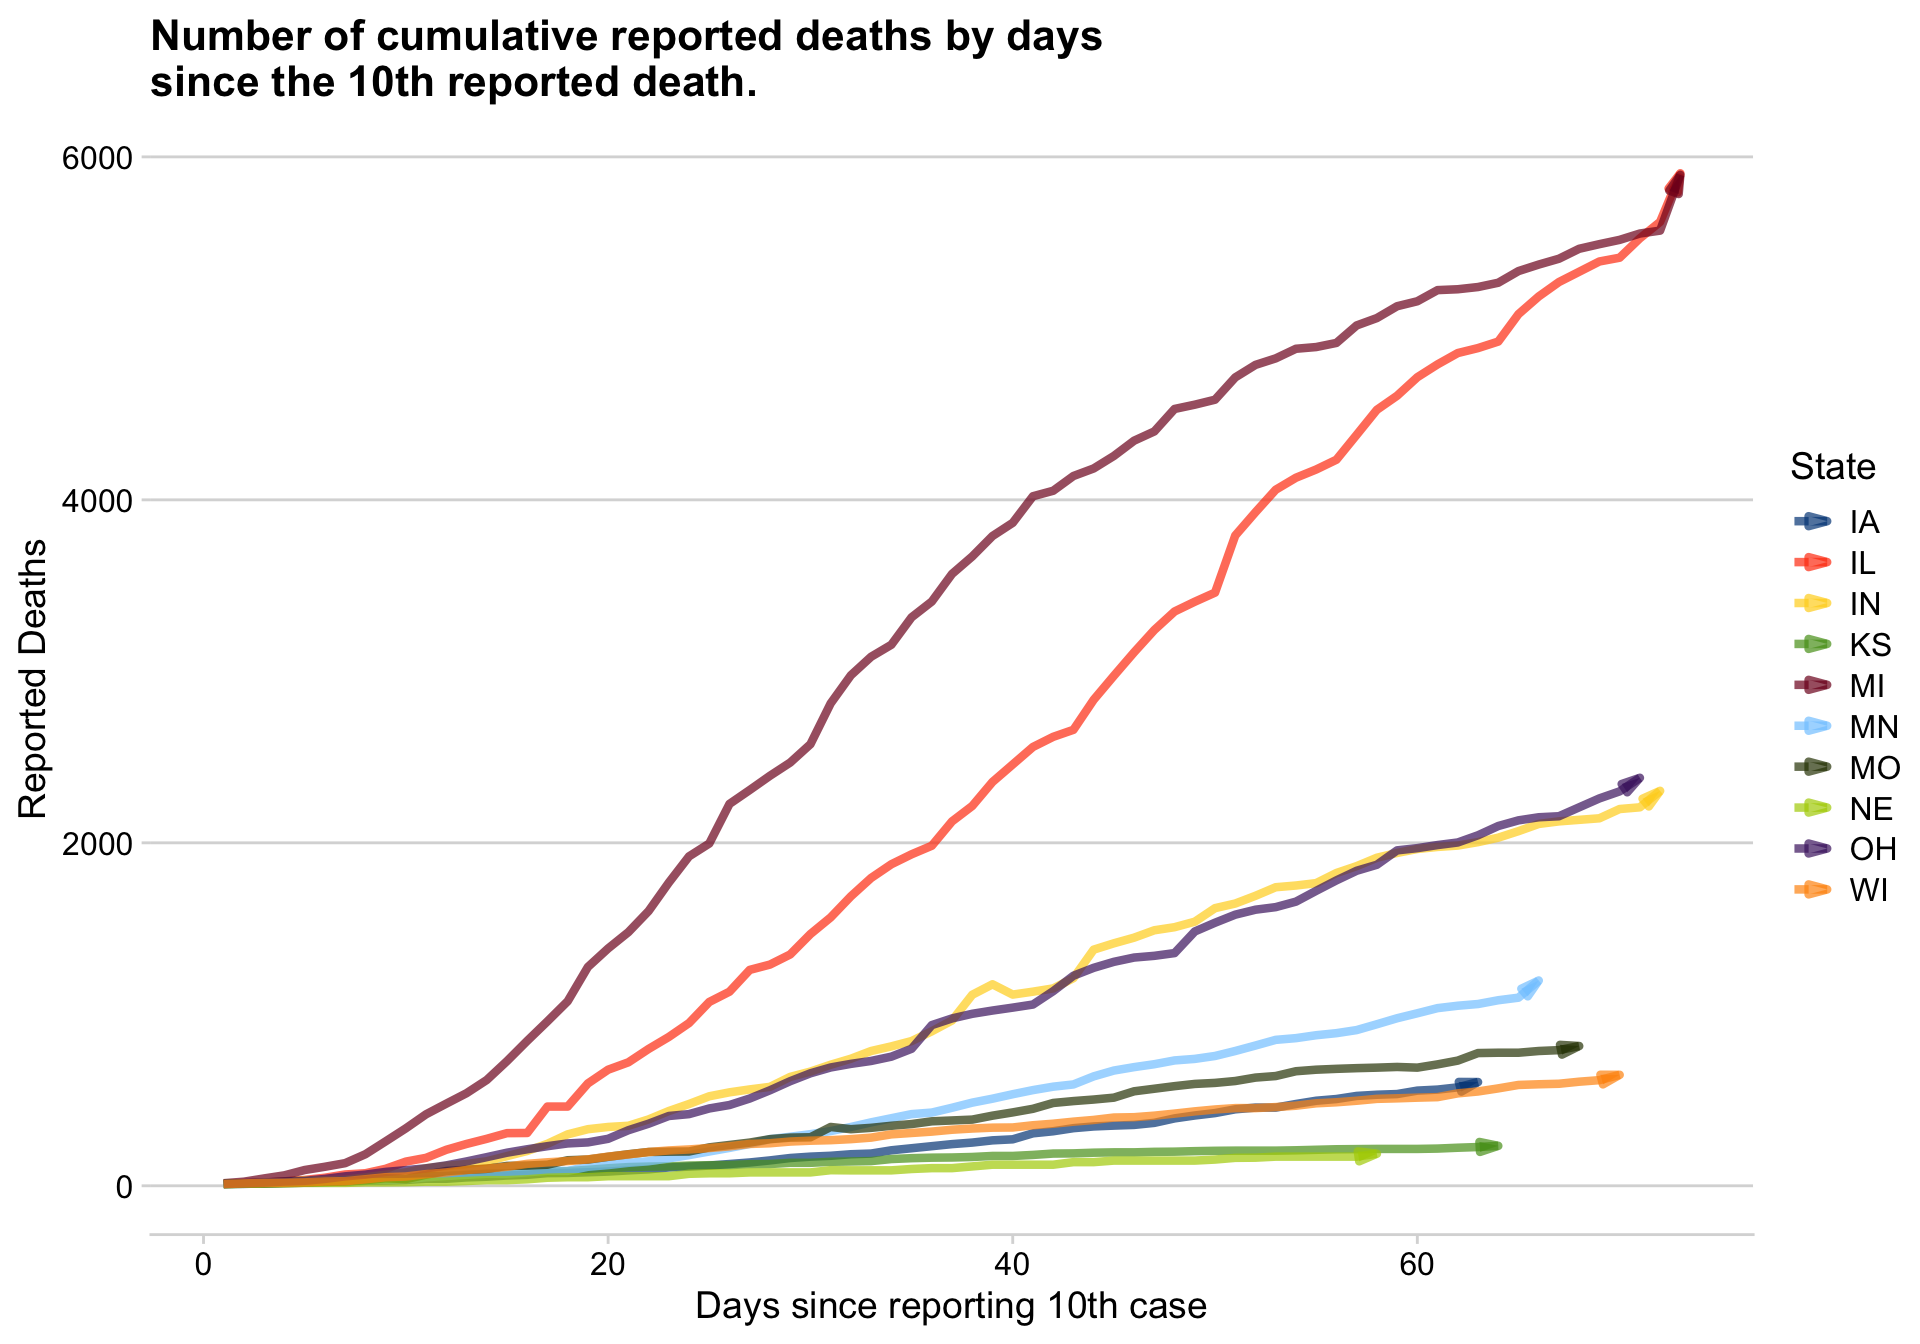 Number of cumulative reported deaths by days
since the 10th reported death.
6000
4000
2000
0
Reported Deaths
0 20 40 60
Days since reporting 10th case
State
IA
IL
IN
KS
MI
MN
MO
NE
OH
WI